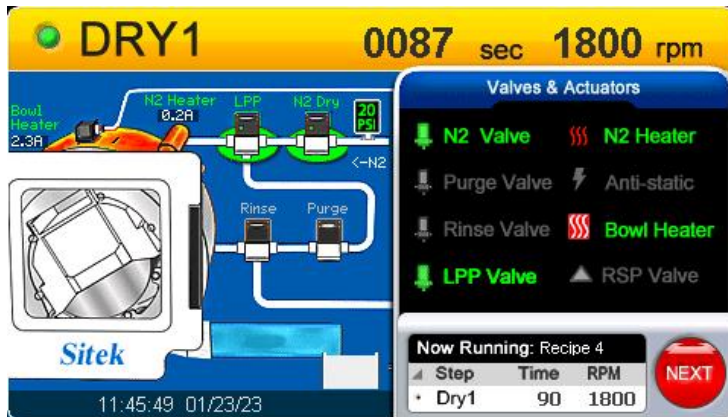 DRY1 0087 sec 1800 rpm
Valves & Actuators
Bowl
Heater
2.3A
N2 Heater
0.2A
LPP
N2 Dry
20
PSI
<-N2
Rinse
Purge
N2 Valve
N2 Heater
Purge Valve
Anti-static
Rinse Valve
Bowl Heater
LPP Valve
RSP Valve
Sitek
11:45:49 01/23/23
Now Running: Recipe 4
Step Time RPM
Dry1 90 1800
NEXT